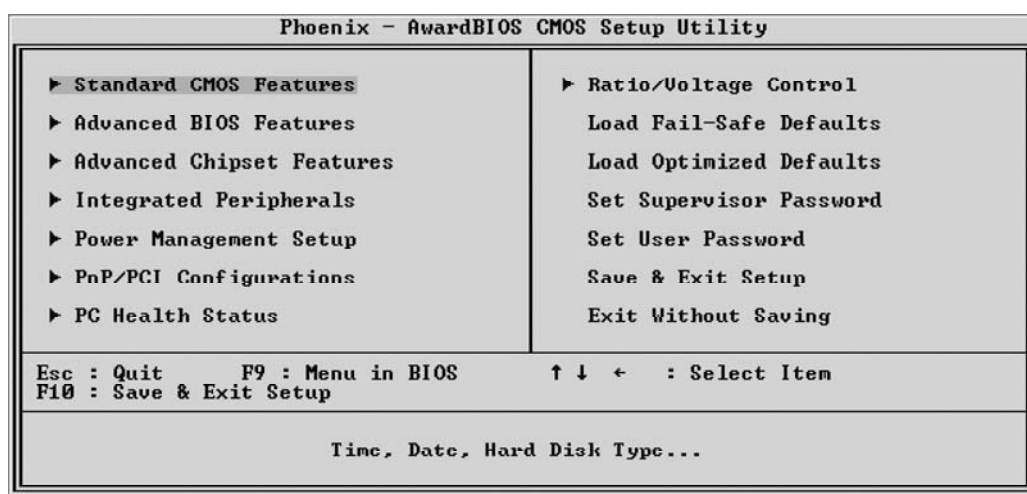 Phoenix - AwardBIOS CMOS Setup Utility
▶ Standard CMOS Features
▶ Advanced BIOS Features
▶ Advanced Chipset Features
▶ Integrated Peripherals
▶ Power Management Setup
▶ PnP/PCI Configurations
▶ PC Health Status
▶ Ratio/Voltage Control
Load Fail-Safe Defaults
Load Optimized Defaults
Set Supervisor Password
Set User Password
Save & Exit Setup
Exit Without Saving
Esc : Quit F9 : Menu in BIOS ↑ ↓ ← : Select Item
F10 : Save & Exit Setup
Time, Date, Hard Disk Type...